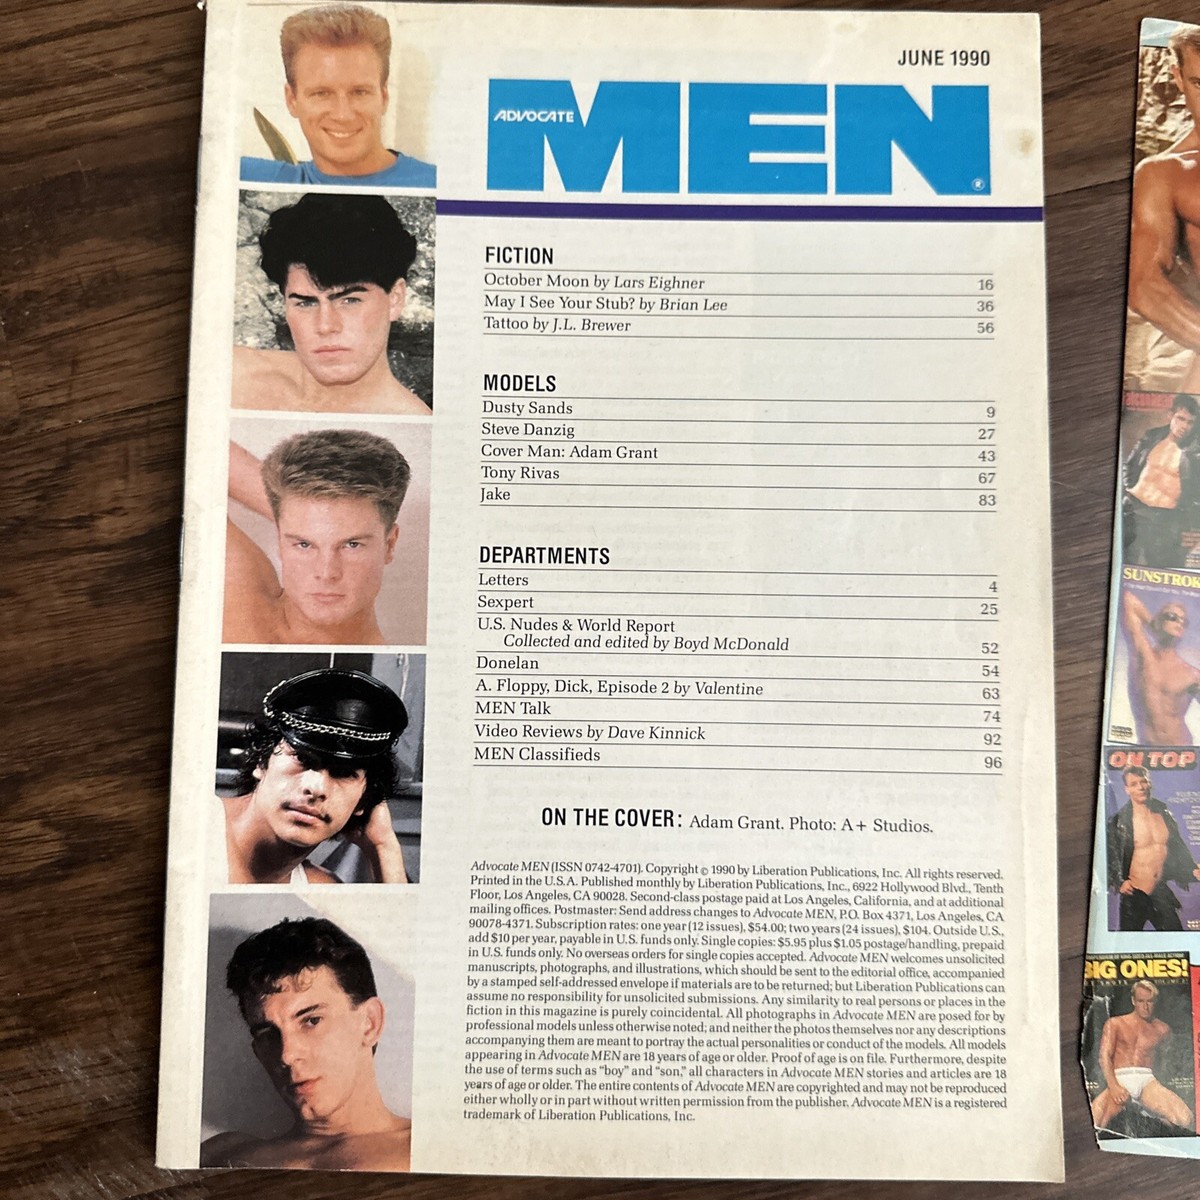 JUNE 1990
ADVOCATE
MEN®
FICTION
October Moon by Lars Eighner 16
May I See Your Stub? by Brian Lee 36
Tattoo by J.L. Brewer 56
MODELS
Dusty Sands 9
Steve Danzig 27
Cover Man: Adam Grant 43
Tony Rivas 67
Jake 83
DEPARTMENTS
Letters 4
Sexpert 25
U.S. Nudes & World Report
Collected and edited by Boyd McDonald 52
Donelan 54
A. Floppy, Dick, Episode 2 by Valentine 63
MEN Talk 74
Video Reviews by Dave Kinnick 92
MEN Classifieds 96
ON THE COVER: Adam Grant. Photo: A+ Studios.
Advocate MEN (ISSN 0742-4701). Copyright © 1990 by Liberation Publications, Inc. All rights reserved.
Printed in the U.S.A. Published monthly by Liberation Publications, Inc., 6922 Hollywood Blvd., Tenth
Floor, Los Angeles, CA 90028. Second-class postage paid at Los Angeles, California, and at additional
mailing offices. Postmaster: Send address changes to Advocate MEN, P.O. Box 4371, Los Angeles, CA
90078-4371. Subscription rates: one year (12 issues), $54.00; two years (24 issues), $104. Outside U.S.,
add $10 per year, payable in U.S. funds only. Single copies: $5.95 plus $1.05 postage/handling, prepaid
in U.S. funds only. No overseas orders for single copies accepted. Advocate MEN welcomes unsolicited
manuscripts, photographs, and illustrations, which should be sent to the editorial office, accompanied
by a stamped self-addressed envelope if materials are to be returned; but Liberation Publications can
assume no responsibility for unsolicited submissions. Any similarity to real persons or places in the
fiction in this magazine is purely coincidental. All photographs in Advocate MEN are posed for by
professional models unless otherwise noted; and neither the photos themselves nor any descriptions
accompanying them are meant to portray the actual personalities or conduct of the models. All models
appearing in Advocate MEN are 18 years of age or older. Proof of age is on file. Furthermore, despite
the use of terms such as "boy" and "son," all characters in Advocate MEN stories and articles are 18
years of age or older. The entire contents of Advocate MEN are copyrighted and may not be reproduced
either wholly or in part without written permission from the publisher. Advocate MEN is a registered
trademark of Liberation Publications, Inc.
SUNSTROK
ON TOP
BIG ONES!